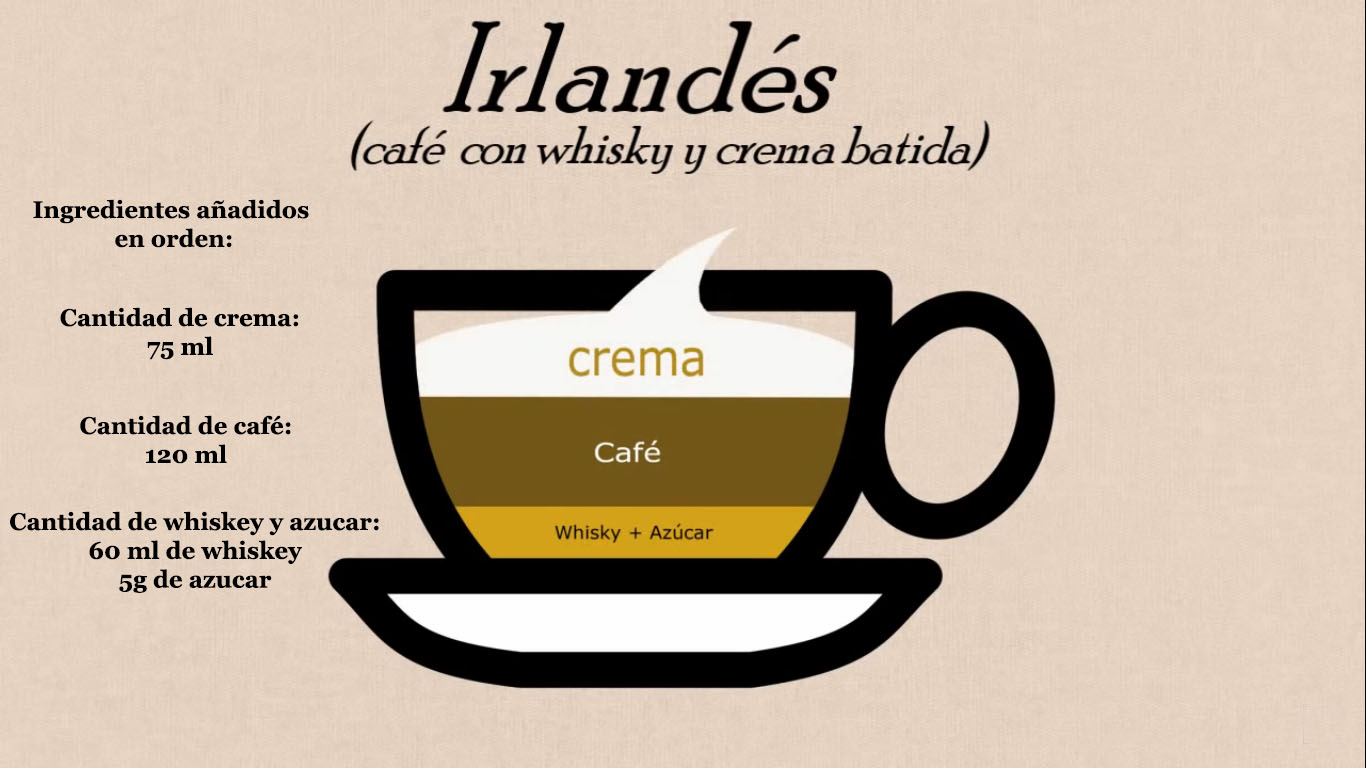 Irlandés
(café con whisky y crema batida)
Ingredientes añadidos
en orden:
Cantidad de crema:
75 ml
Cantidad de café:
120 ml
Cantidad de whiskey y azucar:
60 ml de whiskey
5g de azucar
crema
Café
Whisky + Azúcar